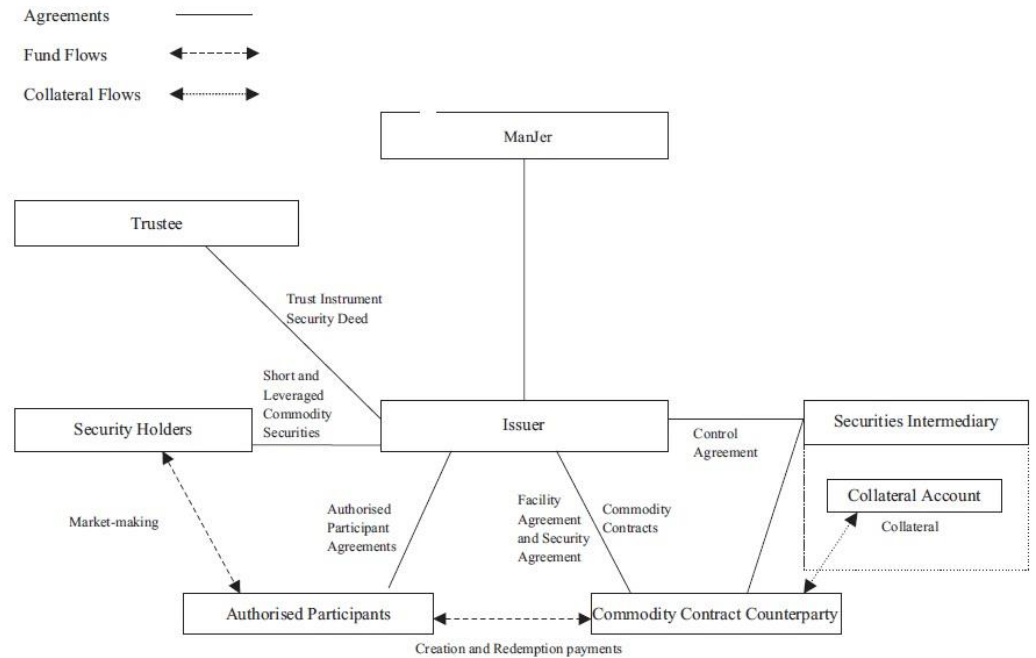 Agreements
Fund Flows
Collateral Flows
ManJer
Trustee
Trust Instrument
Security Deed
Short and
Leveraged
Commodity
Securities
Security Holders
Issuer
Control
Agreement
Securities Intermediary
Collateral Account
Collateral
Market-making
Authorised
Participant
Agreements
Facility
Agreement
and Security
Agreement
Commodity
Contracts
Authorised Participants
Commodity Contract Counterparty
Creation and Redemption payments